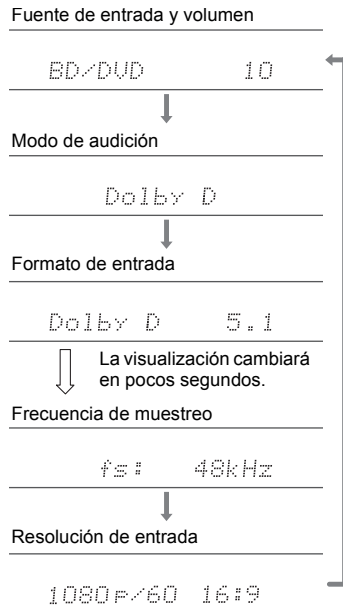 Fuente de entrada y volumen
BD/DVD 10
Modo de audición
Dolby D
Formato de entrada
Dolby D 5.1
La visualización cambiará
en pocos segundos.
Frecuencia de muestreo
fs: 48kHz
Resolución de entrada
1080p/60 16:9